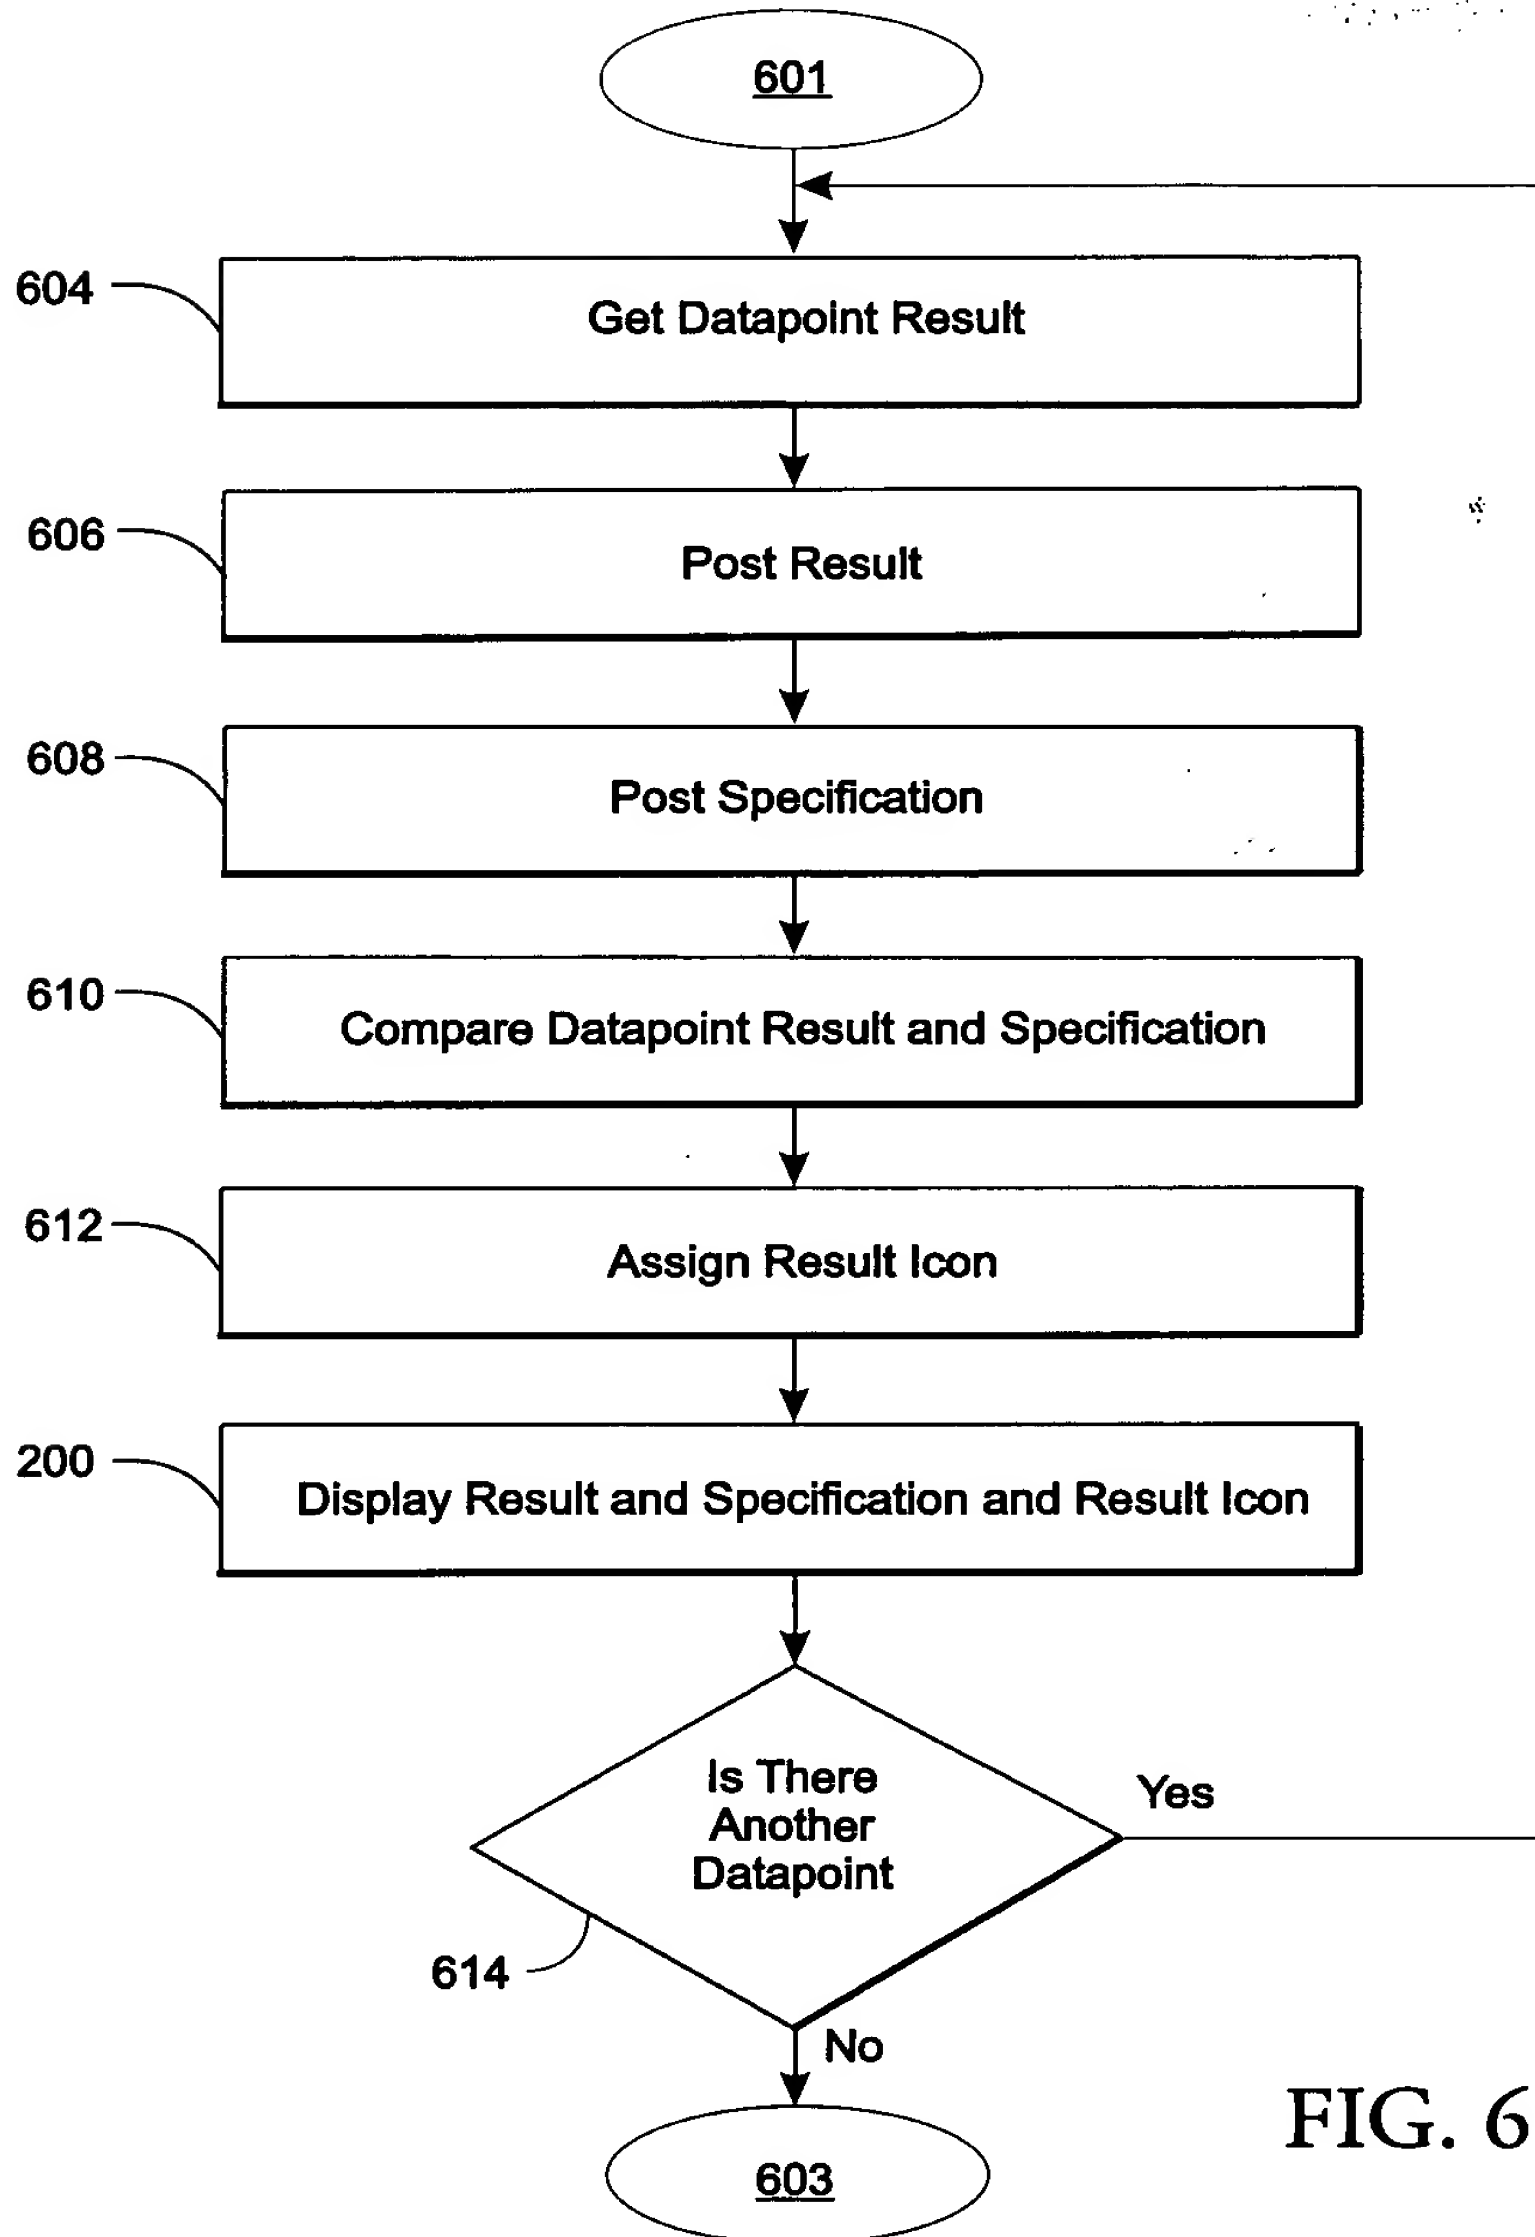 601
604
Get Datapoint Result
606
Post Result
608
Post Specification
610
Compare Datapoint Result and Specification
612
Assign Result Icon
200
Display Result and Specification and Result Icon
Is There
Another
Datapoint
Yes
614
No
603
FIG. 6